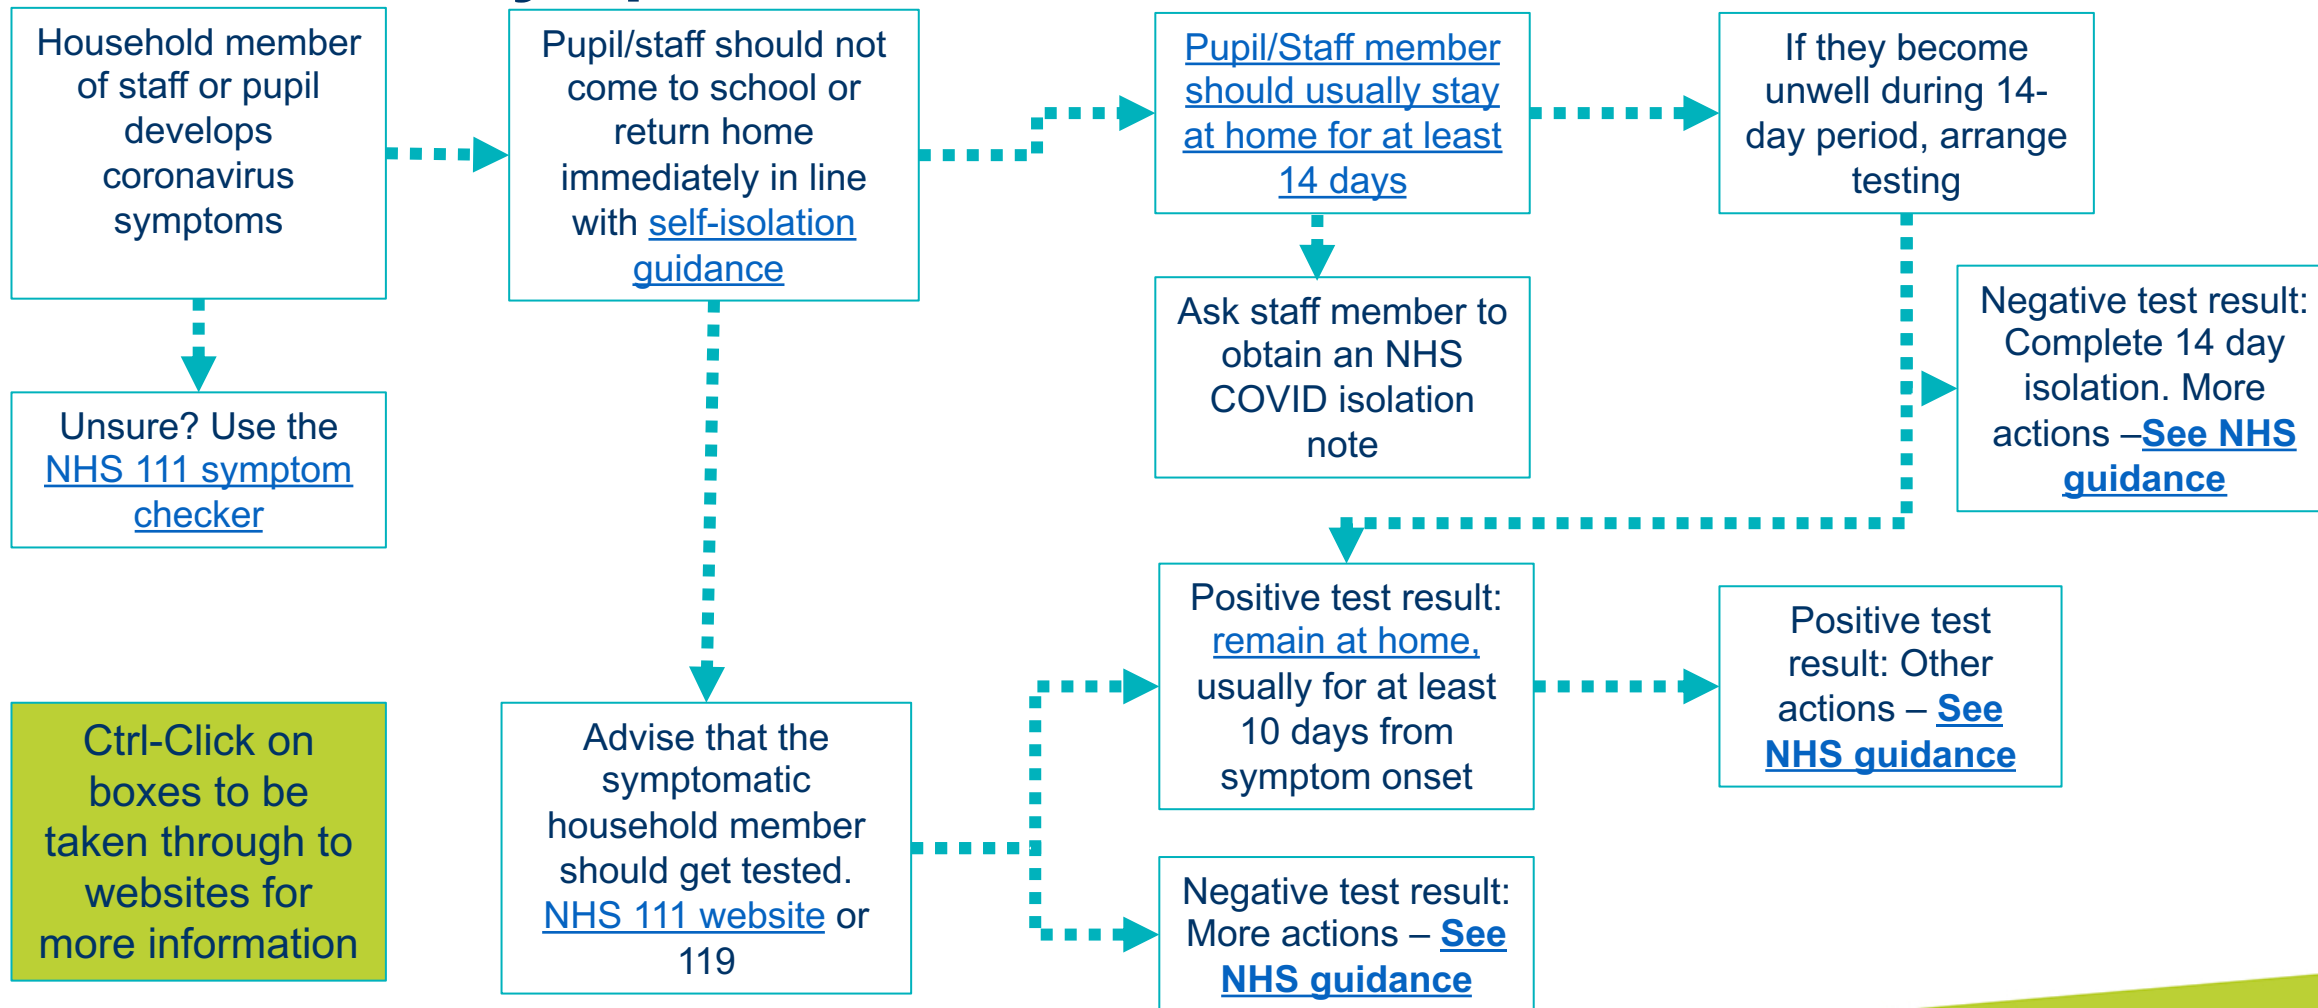 Household member
of staff or pupil
develops
coronavirus
symptoms
Unsure? Use the
NHS 111 symptom
checker
Ctrl-Click on
boxes to be
taken through to
websites for
more information
Pupil/staff should not
come to school or
return home
immediately in line
with self-isolation
guidance
Advise that the
symptomatic
household member
should get tested.
NHS 111 website or
119
Pupil/Staff member
should usually stay
at home for at least
14 days
Ask staff member to
obtain an NHS
COVID isolation
note
If they become
unwell during 14-
day period, arrange
testing
Negative test result:
Complete 14 day
isolation. More
actions –See NHS
guidance
Positive test result:
remain at home,
usually for at least
10 days from
symptom onset
Positive test
result: Other
actions – See
NHS guidance
Negative test result:
More actions – See
NHS guidance